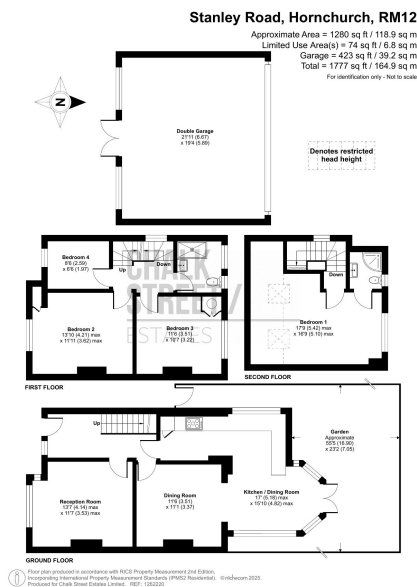 Stanley Road, Hornchurch, RM12
Approximate Area = 1280 sq ft / 118.9 sq m
Limited Use Area(s) = 74 sq ft / 6.8 sq m
Garage = 423 sq ft / 39.2 sq m
Total = 1777 sq ft / 164.9 sq m
For identification only - Not to scale
N
Double Garage
21'11 (6.67)
x 19'4 (5.89)
Denotes restricted
head height
Bedroom 4
8'6 (2.59)
x 6'6 (1.97)
Up
Down
Bedroom 2
13'10 (4.21) max
x 11'11 (3.62) max
Bedroom 3
11'6 (3.51)
x 10'7 (3.22)
CHALK
STREET/
ESTATES
FIRST FLOOR
Down
Bedroom 1
17'9 (5.42) max
x 16'9 (5.10) max
SECOND FLOOR
Up
Reception Room
13'7 (4.14) max
x 11'7 (3.53) max
Dining Room
11'6 (3.51)
x 11'1 (3.37)
Kitchen / Dining Room
17' (5.18) max
x 15'10 (4.82) max
Garden
Approximate
55'5 (16.90)
x 23'2 (7.05)
GROUND FLOOR
Floor plan produced in accordance with RICS Property Measurement 2nd Edition,
Incorporating International Property Measurement Standards (IPMS2 Residential). ©nichecom 2025.
Produced for Chalk Street Estates Limited. REF: 1262220